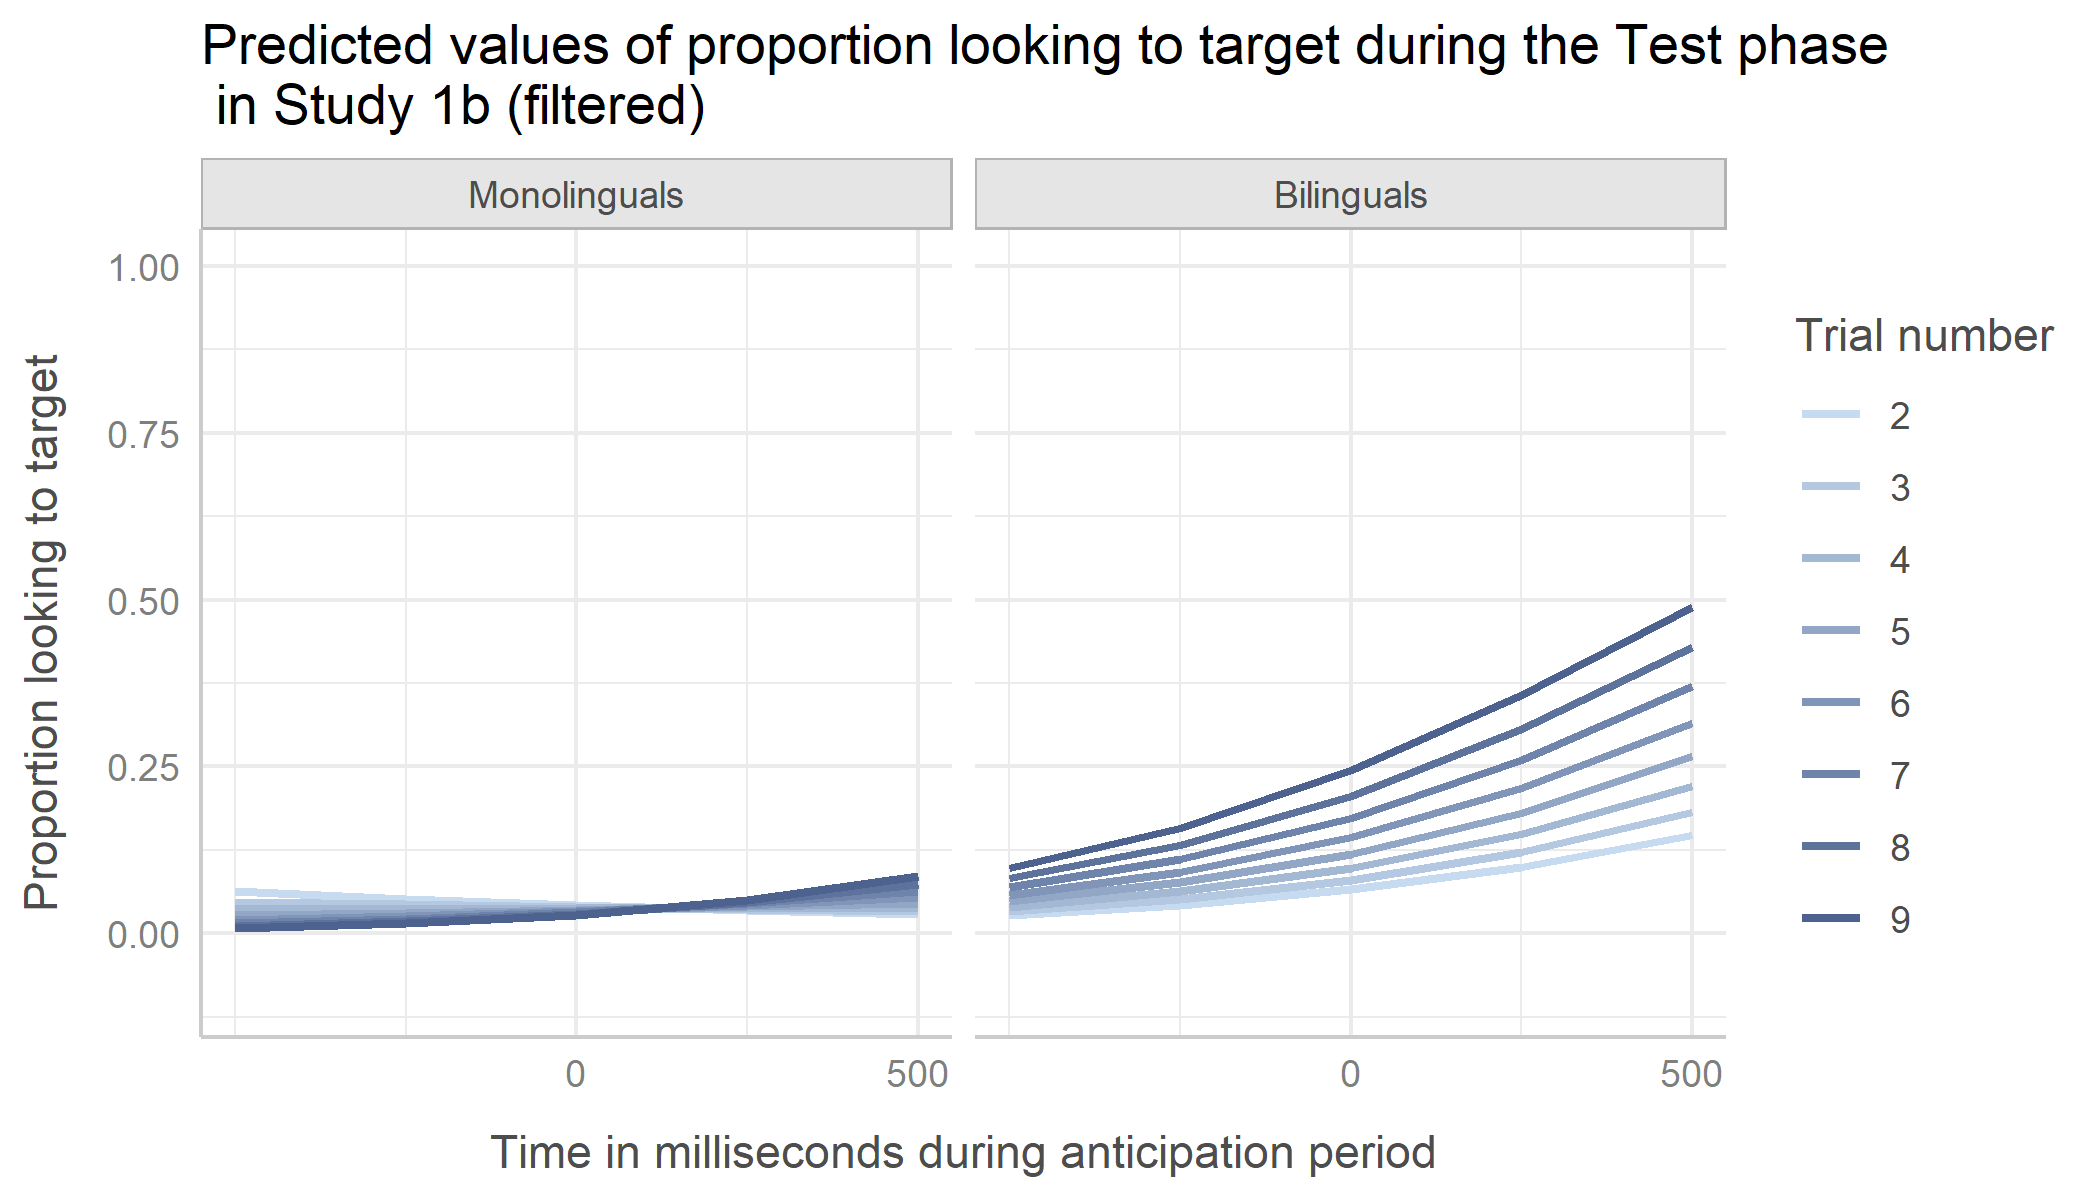 Predicted values of proportion looking to target during the Test phase
in Study 1b (filtered)
Monolinguals
Bilinguals
Proportion looking to target
1.00
0.75
0.50
0.25
0.00
0
500
0
500
Time in milliseconds during anticipation period
Trial number
2
3
4
5
6
7
8
9